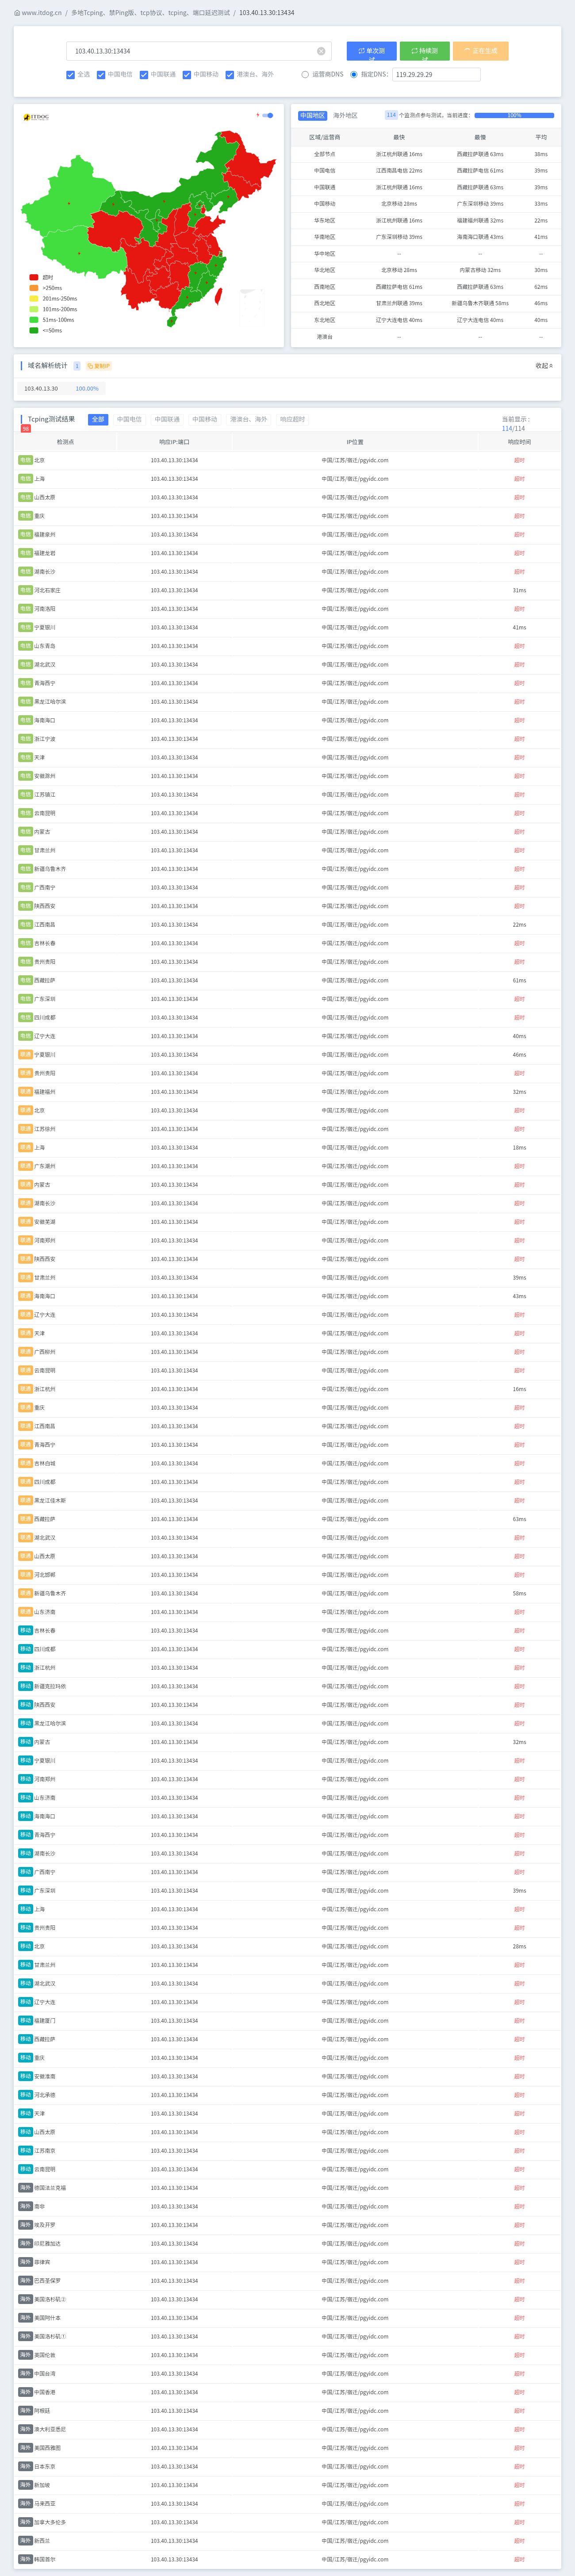 www.itdog.cn / 多地Tcping、禁Ping版、tcp协议、tcping、端口延迟测试 / 103.40.13.30:13434
103.40.13.30:13434
单次测试
持续测试
正在生成
全选 中国电信 中国联通 中国移动 港澳台、海外
运营商DNS 指定DNS: 119.29.29.29
ITDOG
超时
>250ms
201ms-250ms
101ms-200ms
51ms-100ms
<=50ms
中国地区 海外地区 114 个监测点参与测试，当前进度： 100%
区域/运营商 最快 最慢 平均
全部节点 浙江杭州联通 16ms 西藏拉萨联通 63ms 38ms
中国电信 江西南昌电信 22ms 西藏拉萨电信 61ms 39ms
中国联通 浙江杭州联通 16ms 西藏拉萨联通 63ms 39ms
中国移动 北京移动 28ms 广东深圳移动 39ms 33ms
华东地区 浙江杭州联通 16ms 福建福州联通 32ms 22ms
华南地区 广东深圳移动 39ms 海南海口联通 43ms 41ms
华中地区 -- -- --
华北地区 北京移动 28ms 内蒙古移动 32ms 30ms
西南地区 西藏拉萨电信 61ms 西藏拉萨联通 63ms 62ms
西北地区 甘肃兰州联通 39ms 新疆乌鲁木齐联通 58ms 46ms
东北地区 辽宁大连电信 40ms 辽宁大连电信 40ms 40ms
港澳台 -- -- --
域名解析统计 1 复制IP 收起
103.40.13.30 100.00%
Tcping测试结果 全部 中国电信 中国联通 中国移动 港澳台、海外 响应超时 98
当前显示：114/114
检测点 响应IP:端口 IP位置 响应时间
电信 北京 103.40.13.30:13434 中国/江苏/宿迁/pgyidc.com 超时
电信 上海 103.40.13.30:13434 中国/江苏/宿迁/pgyidc.com 超时
电信 山西太原 103.40.13.30:13434 中国/江苏/宿迁/pgyidc.com 超时
电信 重庆 103.40.13.30:13434 中国/江苏/宿迁/pgyidc.com 超时
电信 福建泉州 103.40.13.30:13434 中国/江苏/宿迁/pgyidc.com 超时
电信 福建龙岩 103.40.13.30:13434 中国/江苏/宿迁/pgyidc.com 超时
电信 湖南长沙 103.40.13.30:13434 中国/江苏/宿迁/pgyidc.com 超时
电信 河北石家庄 103.40.13.30:13434 中国/江苏/宿迁/pgyidc.com 31ms
电信 河南洛阳 103.40.13.30:13434 中国/江苏/宿迁/pgyidc.com 超时
电信 宁夏银川 103.40.13.30:13434 中国/江苏/宿迁/pgyidc.com 41ms
电信 山东青岛 103.40.13.30:13434 中国/江苏/宿迁/pgyidc.com 超时
电信 湖北武汉 103.40.13.30:13434 中国/江苏/宿迁/pgyidc.com 超时
电信 青海西宁 103.40.13.30:13434 中国/江苏/宿迁/pgyidc.com 超时
电信 黑龙江哈尔滨 103.40.13.30:13434 中国/江苏/宿迁/pgyidc.com 超时
电信 海南海口 103.40.13.30:13434 中国/江苏/宿迁/pgyidc.com 超时
电信 浙江宁波 103.40.13.30:13434 中国/江苏/宿迁/pgyidc.com 超时
电信 天津 103.40.13.30:13434 中国/江苏/宿迁/pgyidc.com 超时
电信 安徽滁州 103.40.13.30:13434 中国/江苏/宿迁/pgyidc.com 超时
电信 江苏镇江 103.40.13.30:13434 中国/江苏/宿迁/pgyidc.com 超时
电信 云南昆明 103.40.13.30:13434 中国/江苏/宿迁/pgyidc.com 超时
电信 内蒙古 103.40.13.30:13434 中国/江苏/宿迁/pgyidc.com 超时
电信 甘肃兰州 103.40.13.30:13434 中国/江苏/宿迁/pgyidc.com 超时
电信 新疆乌鲁木齐 103.40.13.30:13434 中国/江苏/宿迁/pgyidc.com 超时
电信 广西南宁 103.40.13.30:13434 中国/江苏/宿迁/pgyidc.com 超时
电信 陕西西安 103.40.13.30:13434 中国/江苏/宿迁/pgyidc.com 超时
电信 江西南昌 103.40.13.30:13434 中国/江苏/宿迁/pgyidc.com 22ms
电信 吉林长春 103.40.13.30:13434 中国/江苏/宿迁/pgyidc.com 超时
电信 贵州贵阳 103.40.13.30:13434 中国/江苏/宿迁/pgyidc.com 超时
电信 西藏拉萨 103.40.13.30:13434 中国/江苏/宿迁/pgyidc.com 61ms
电信 广东深圳 103.40.13.30:13434 中国/江苏/宿迁/pgyidc.com 超时
电信 四川成都 103.40.13.30:13434 中国/江苏/宿迁/pgyidc.com 超时
电信 辽宁大连 103.40.13.30:13434 中国/江苏/宿迁/pgyidc.com 40ms
联通 宁夏银川 103.40.13.30:13434 中国/江苏/宿迁/pgyidc.com 46ms
联通 贵州贵阳 103.40.13.30:13434 中国/江苏/宿迁/pgyidc.com 超时
联通 福建福州 103.40.13.30:13434 中国/江苏/宿迁/pgyidc.com 32ms
联通 北京 103.40.13.30:13434 中国/江苏/宿迁/pgyidc.com 超时
联通 江苏徐州 103.40.13.30:13434 中国/江苏/宿迁/pgyidc.com 超时
联通 上海 103.40.13.30:13434 中国/江苏/宿迁/pgyidc.com 18ms
联通 广东潮州 103.40.13.30:13434 中国/江苏/宿迁/pgyidc.com 超时
联通 内蒙古 103.40.13.30:13434 中国/江苏/宿迁/pgyidc.com 超时
联通 湖南长沙 103.40.13.30:13434 中国/江苏/宿迁/pgyidc.com 超时
联通 安徽芜湖 103.40.13.30:13434 中国/江苏/宿迁/pgyidc.com 超时
联通 河南郑州 103.40.13.30:13434 中国/江苏/宿迁/pgyidc.com 超时
联通 陕西西安 103.40.13.30:13434 中国/江苏/宿迁/pgyidc.com 超时
联通 甘肃兰州 103.40.13.30:13434 中国/江苏/宿迁/pgyidc.com 39ms
联通 海南海口 103.40.13.30:13434 中国/江苏/宿迁/pgyidc.com 43ms
联通 辽宁大连 103.40.13.30:13434 中国/江苏/宿迁/pgyidc.com 超时
联通 天津 103.40.13.30:13434 中国/江苏/宿迁/pgyidc.com 超时
联通 广西柳州 103.40.13.30:13434 中国/江苏/宿迁/pgyidc.com 超时
联通 云南昆明 103.40.13.30:13434 中国/江苏/宿迁/pgyidc.com 超时
联通 浙江杭州 103.40.13.30:13434 中国/江苏/宿迁/pgyidc.com 16ms
联通 重庆 103.40.13.30:13434 中国/江苏/宿迁/pgyidc.com 超时
联通 江西南昌 103.40.13.30:13434 中国/江苏/宿迁/pgyidc.com 超时
联通 青海西宁 103.40.13.30:13434 中国/江苏/宿迁/pgyidc.com 超时
联通 吉林白城 103.40.13.30:13434 中国/江苏/宿迁/pgyidc.com 超时
联通 四川成都 103.40.13.30:13434 中国/江苏/宿迁/pgyidc.com 超时
联通 黑龙江佳木斯 103.40.13.30:13434 中国/江苏/宿迁/pgyidc.com 超时
联通 西藏拉萨 103.40.13.30:13434 中国/江苏/宿迁/pgyidc.com 63ms
联通 湖北武汉 103.40.13.30:13434 中国/江苏/宿迁/pgyidc.com 超时
联通 山西太原 103.40.13.30:13434 中国/江苏/宿迁/pgyidc.com 超时
联通 河北邯郸 103.40.13.30:13434 中国/江苏/宿迁/pgyidc.com 超时
联通 新疆乌鲁木齐 103.40.13.30:13434 中国/江苏/宿迁/pgyidc.com 58ms
联通 山东济南 103.40.13.30:13434 中国/江苏/宿迁/pgyidc.com 超时
移动 吉林长春 103.40.13.30:13434 中国/江苏/宿迁/pgyidc.com 超时
移动 四川成都 103.40.13.30:13434 中国/江苏/宿迁/pgyidc.com 超时
移动 浙江杭州 103.40.13.30:13434 中国/江苏/宿迁/pgyidc.com 超时
移动 新疆克拉玛依 103.40.13.30:13434 中国/江苏/宿迁/pgyidc.com 超时
移动 陕西西安 103.40.13.30:13434 中国/江苏/宿迁/pgyidc.com 超时
移动 黑龙江哈尔滨 103.40.13.30:13434 中国/江苏/宿迁/pgyidc.com 超时
移动 内蒙古 103.40.13.30:13434 中国/江苏/宿迁/pgyidc.com 32ms
移动 宁夏银川 103.40.13.30:13434 中国/江苏/宿迁/pgyidc.com 超时
移动 河南郑州 103.40.13.30:13434 中国/江苏/宿迁/pgyidc.com 超时
移动 山东济南 103.40.13.30:13434 中国/江苏/宿迁/pgyidc.com 超时
移动 海南海口 103.40.13.30:13434 中国/江苏/宿迁/pgyidc.com 超时
移动 青海西宁 103.40.13.30:13434 中国/江苏/宿迁/pgyidc.com 超时
移动 湖南长沙 103.40.13.30:13434 中国/江苏/宿迁/pgyidc.com 超时
移动 广西南宁 103.40.13.30:13434 中国/江苏/宿迁/pgyidc.com 超时
移动 广东深圳 103.40.13.30:13434 中国/江苏/宿迁/pgyidc.com 39ms
移动 上海 103.40.13.30:13434 中国/江苏/宿迁/pgyidc.com 超时
移动 贵州贵阳 103.40.13.30:13434 中国/江苏/宿迁/pgyidc.com 超时
移动 北京 103.40.13.30:13434 中国/江苏/宿迁/pgyidc.com 28ms
移动 甘肃兰州 103.40.13.30:13434 中国/江苏/宿迁/pgyidc.com 超时
移动 湖北武汉 103.40.13.30:13434 中国/江苏/宿迁/pgyidc.com 超时
移动 辽宁大连 103.40.13.30:13434 中国/江苏/宿迁/pgyidc.com 超时
移动 福建厦门 103.40.13.30:13434 中国/江苏/宿迁/pgyidc.com 超时
移动 西藏拉萨 103.40.13.30:13434 中国/江苏/宿迁/pgyidc.com 超时
移动 重庆 103.40.13.30:13434 中国/江苏/宿迁/pgyidc.com 超时
移动 安徽淮南 103.40.13.30:13434 中国/江苏/宿迁/pgyidc.com 超时
移动 河北承德 103.40.13.30:13434 中国/江苏/宿迁/pgyidc.com 超时
移动 天津 103.40.13.30:13434 中国/江苏/宿迁/pgyidc.com 超时
移动 山西太原 103.40.13.30:13434 中国/江苏/宿迁/pgyidc.com 超时
移动 江苏南京 103.40.13.30:13434 中国/江苏/宿迁/pgyidc.com 超时
移动 云南昆明 103.40.13.30:13434 中国/江苏/宿迁/pgyidc.com 超时
海外 德国法兰克福 103.40.13.30:13434 中国/江苏/宿迁/pgyidc.com 超时
海外 南非 103.40.13.30:13434 中国/江苏/宿迁/pgyidc.com 超时
海外 埃及开罗 103.40.13.30:13434 中国/江苏/宿迁/pgyidc.com 超时
海外 印尼雅加达 103.40.13.30:13434 中国/江苏/宿迁/pgyidc.com 超时
海外 菲律宾 103.40.13.30:13434 中国/江苏/宿迁/pgyidc.com 超时
海外 巴西圣保罗 103.40.13.30:13434 中国/江苏/宿迁/pgyidc.com 超时
海外 美国洛杉矶② 103.40.13.30:13434 中国/江苏/宿迁/pgyidc.com 超时
海外 美国阿什本 103.40.13.30:13434 中国/江苏/宿迁/pgyidc.com 超时
海外 美国洛杉矶① 103.40.13.30:13434 中国/江苏/宿迁/pgyidc.com 超时
海外 英国伦敦 103.40.13.30:13434 中国/江苏/宿迁/pgyidc.com 超时
海外 中国台湾 103.40.13.30:13434 中国/江苏/宿迁/pgyidc.com 超时
海外 中国香港 103.40.13.30:13434 中国/江苏/宿迁/pgyidc.com 超时
海外 阿根廷 103.40.13.30:13434 中国/江苏/宿迁/pgyidc.com 超时
海外 澳大利亚悉尼 103.40.13.30:13434 中国/江苏/宿迁/pgyidc.com 超时
海外 美国西雅图 103.40.13.30:13434 中国/江苏/宿迁/pgyidc.com 超时
海外 日本东京 103.40.13.30:13434 中国/江苏/宿迁/pgyidc.com 超时
海外 新加坡 103.40.13.30:13434 中国/江苏/宿迁/pgyidc.com 超时
海外 马来西亚 103.40.13.30:13434 中国/江苏/宿迁/pgyidc.com 超时
海外 加拿大多伦多 103.40.13.30:13434 中国/江苏/宿迁/pgyidc.com 超时
海外 新西兰 103.40.13.30:13434 中国/江苏/宿迁/pgyidc.com 超时
海外 韩国首尔 103.40.13.30:13434 中国/江苏/宿迁/pgyidc.com 超时